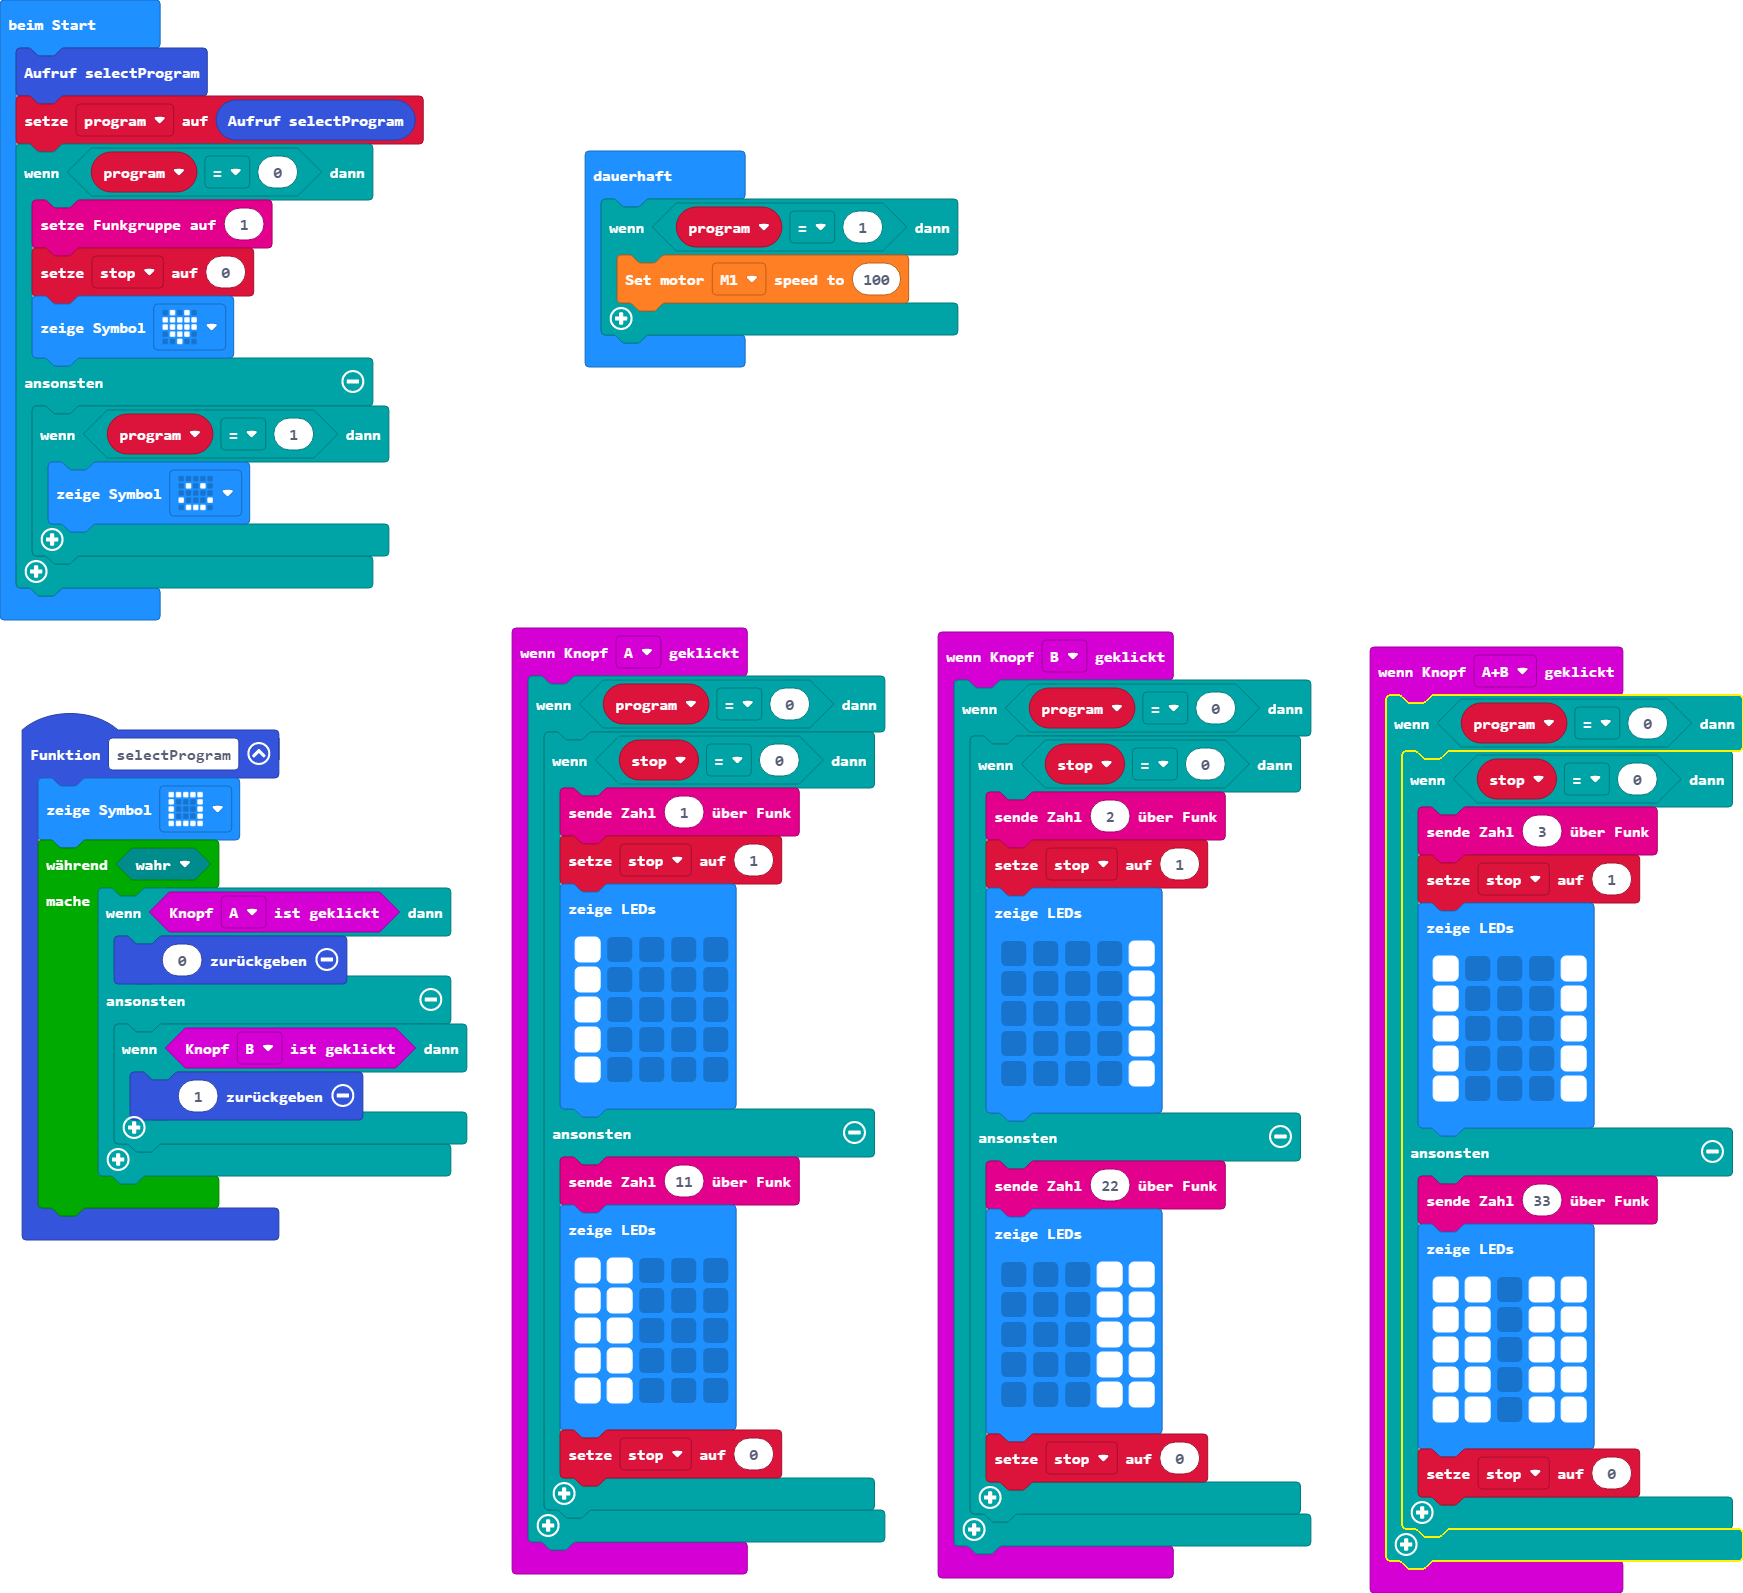 beim Start
Aufruf selectProgram
setze program auf Aufruf selectProgram
wenn program = 0 dann
setze Funkgruppe auf 1
setze stop auf 0
zeige Symbol
ansonsten
wenn program = 1 dann
zeige Symbol
dauerhaft
wenn program = 1 dann
Set motor M1 speed to 100
Funktion selectProgram
zeige Symbol
während wahr
mache
wenn Knopf A ist geklickt dann
0 zurückgeben
ansonsten
wenn Knopf B ist geklickt dann
1 zurückgeben
wenn Knopf A geklickt
wenn program = 0 dann
wenn stop = 0 dann
sende Zahl 1 über Funk
setze stop auf 1
zeige LEDs
ansonsten
sende Zahl 11 über Funk
zeige LEDs
setze stop auf 0
wenn Knopf B geklickt
wenn program = 0 dann
wenn stop = 0 dann
sende Zahl 2 über Funk
setze stop auf 1
zeige LEDs
ansonsten
sende Zahl 22 über Funk
zeige LEDs
setze stop auf 0
wenn Knopf A+B geklickt
wenn program = 0 dann
wenn stop = 0 dann
sende Zahl 3 über Funk
setze stop auf 1
zeige LEDs
ansonsten
sende Zahl 33 über Funk
zeige LEDs
setze stop auf 0